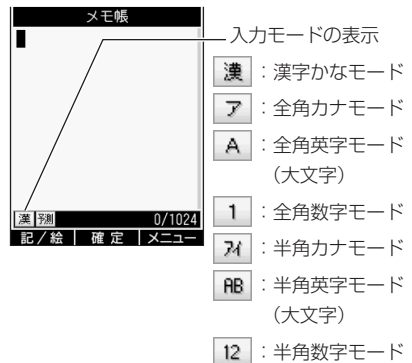 メモ帳
漢 予測
0/1024
記/絵 確定 メニュー
入力モードの表示
漢 :漢字かなモード
ア :全角カナモード
A :全角英字モード
(大文字)
1 :全角数字モード
アイ :半角カナモード
AB :半角英字モード
(大文字)
12 :半角数字モード